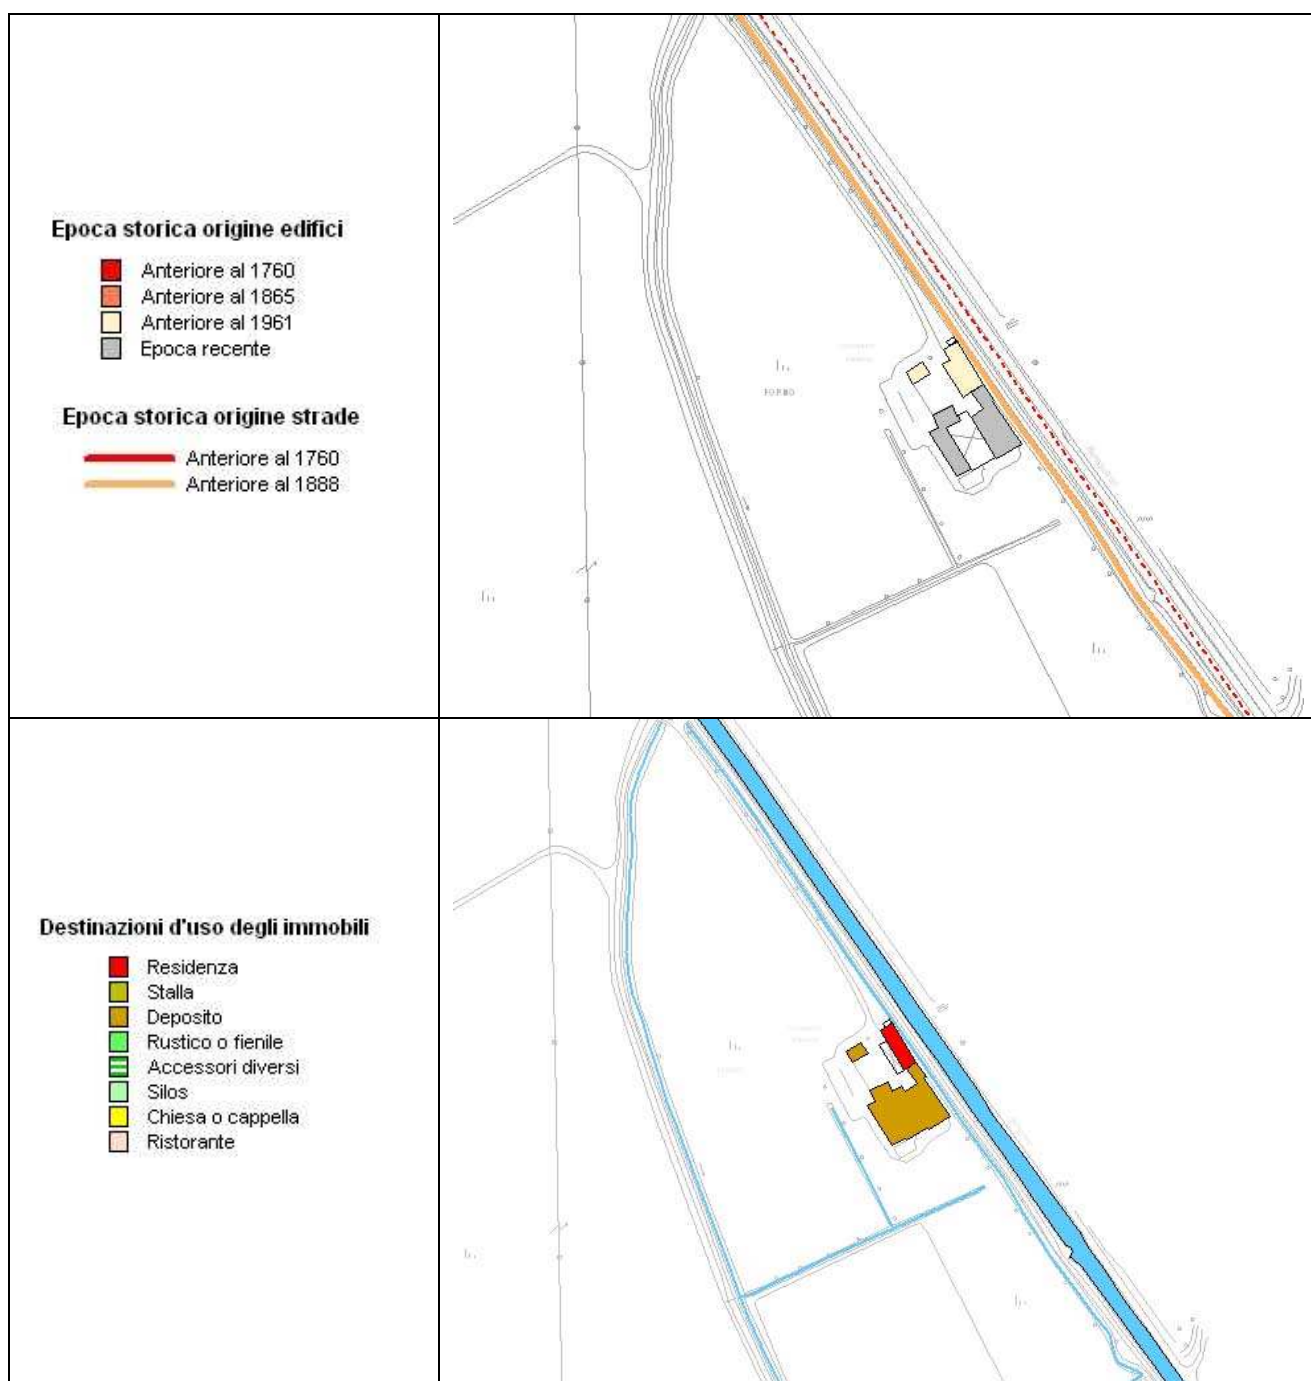 Epoca storica origine edifici
Anteriore al 1760
Anteriore al 1865
Anteriore al 1961
Epoca recente
Epoca storica origine strade
Anteriore al 1760
Anteriore al 1888
Destinazioni d'uso degli immobili
Residenza
Stalla
Deposito
Rustico o fienile
Accessori diversi
Silos
Chiesa o cappella
Ristorante